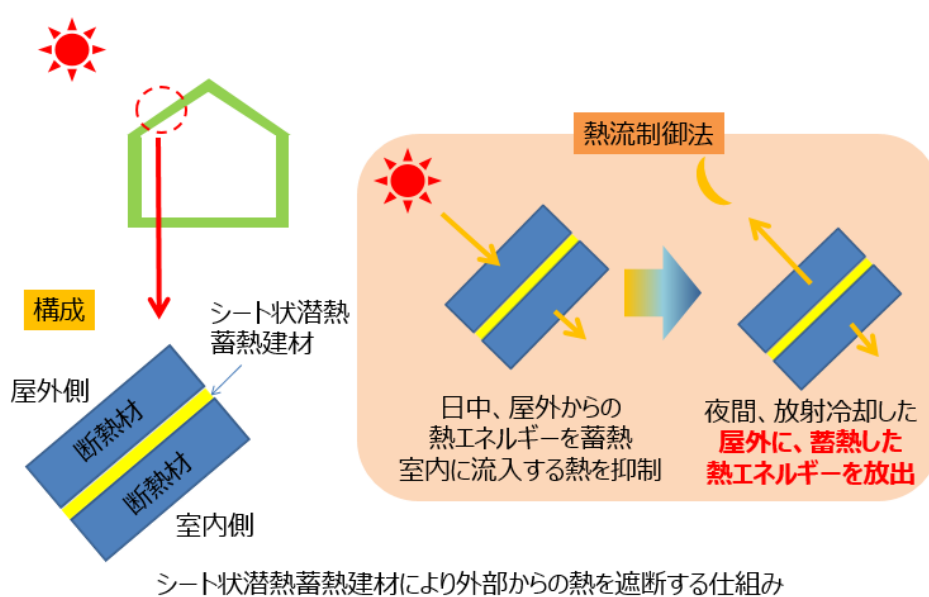 熱流制御法
構成
シート状潜熱
蓄熱建材
屋外側
断熱材
断熱材
室内側
日中、屋外からの
熱エネルギーを蓄熱
室内に流入する熱を抑制
夜間、放射冷却した
屋外に、蓄熱した
熱エネルギーを放出
シート状潜熱蓄熱建材により外部からの熱を遮断する仕組み